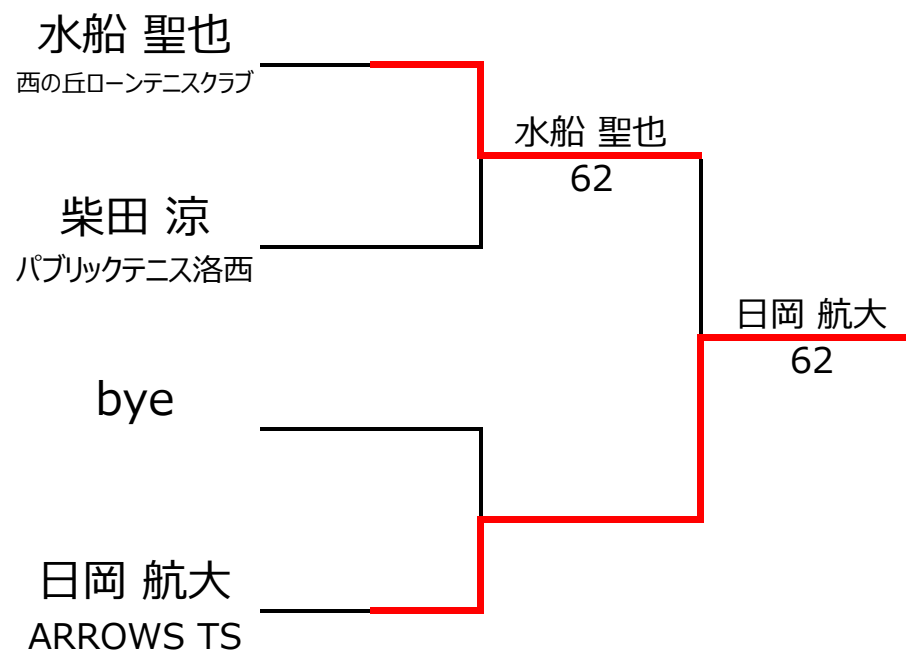 水船 聖也
西の丘ローンテニスクラブ
水船 聖也
62
柴田 涼
パブリックテニス洛西
日岡 航大
62
bye
日岡 航大
ARROWS TS